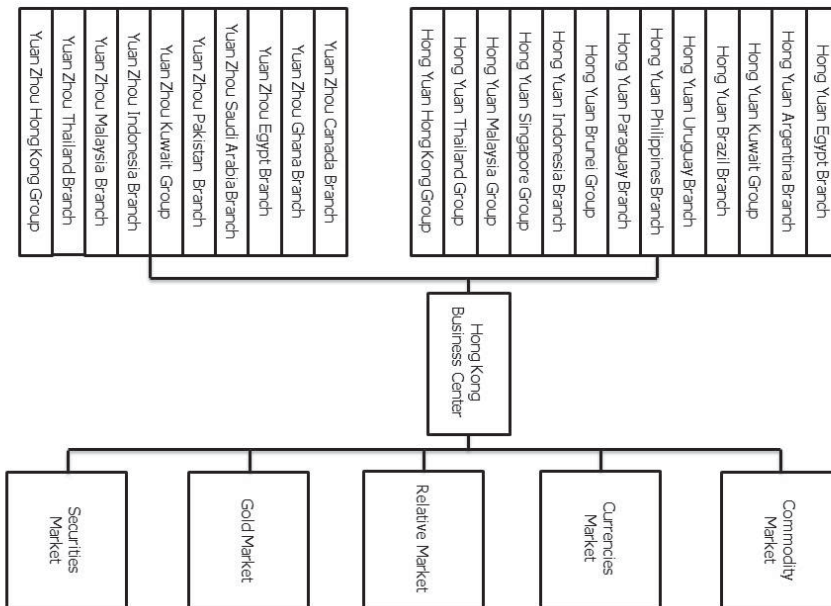 Hong Yuan Egypt Branch
Hong Yuan Argentina Branch
Hong Yuan Kuwait Group
Hong Yuan Brazil Branch
Hong Yuan Uruguay Branch
Hong Yuan Philippines Branch
Hong Yuan Paraguay Branch
Hong Yuan Brunei Group
Hong Yuan Indonesia Branch
Hong Yuan Singapore Group
Hong Yuan Malaysia Group
Hong Yuan Thailand Group
Hong Yuan Hong Kong Group
Yuan Zhou Canada Branch
Yuan Zhou Ghana Branch
Yuan Zhou Egypt Branch
Yuan Zhou Saudi Arabia Branch
Yuan Zhou Pakistan Branch
Yuan Zhou Kuwait Group
Yuan Zhou Indonesia Branch
Yuan Zhou Malaysia Branch
Yuan Zhou Thailand Branch
Yuan Zhou Hong Kong Group
Hong Kong
Business Center
Commodity
Market
Currencies
Market
Relative Market
Gold Market
Securities
Market